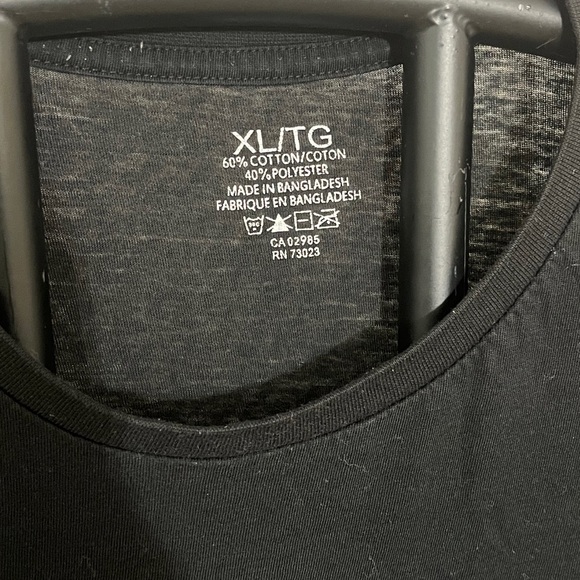 XL/TG
60% COTTON/COTON
40% POLYESTER
MADE IN BANGLADESH
FABRIQUE EN BANGLADESH
CA 02985
RN 73023